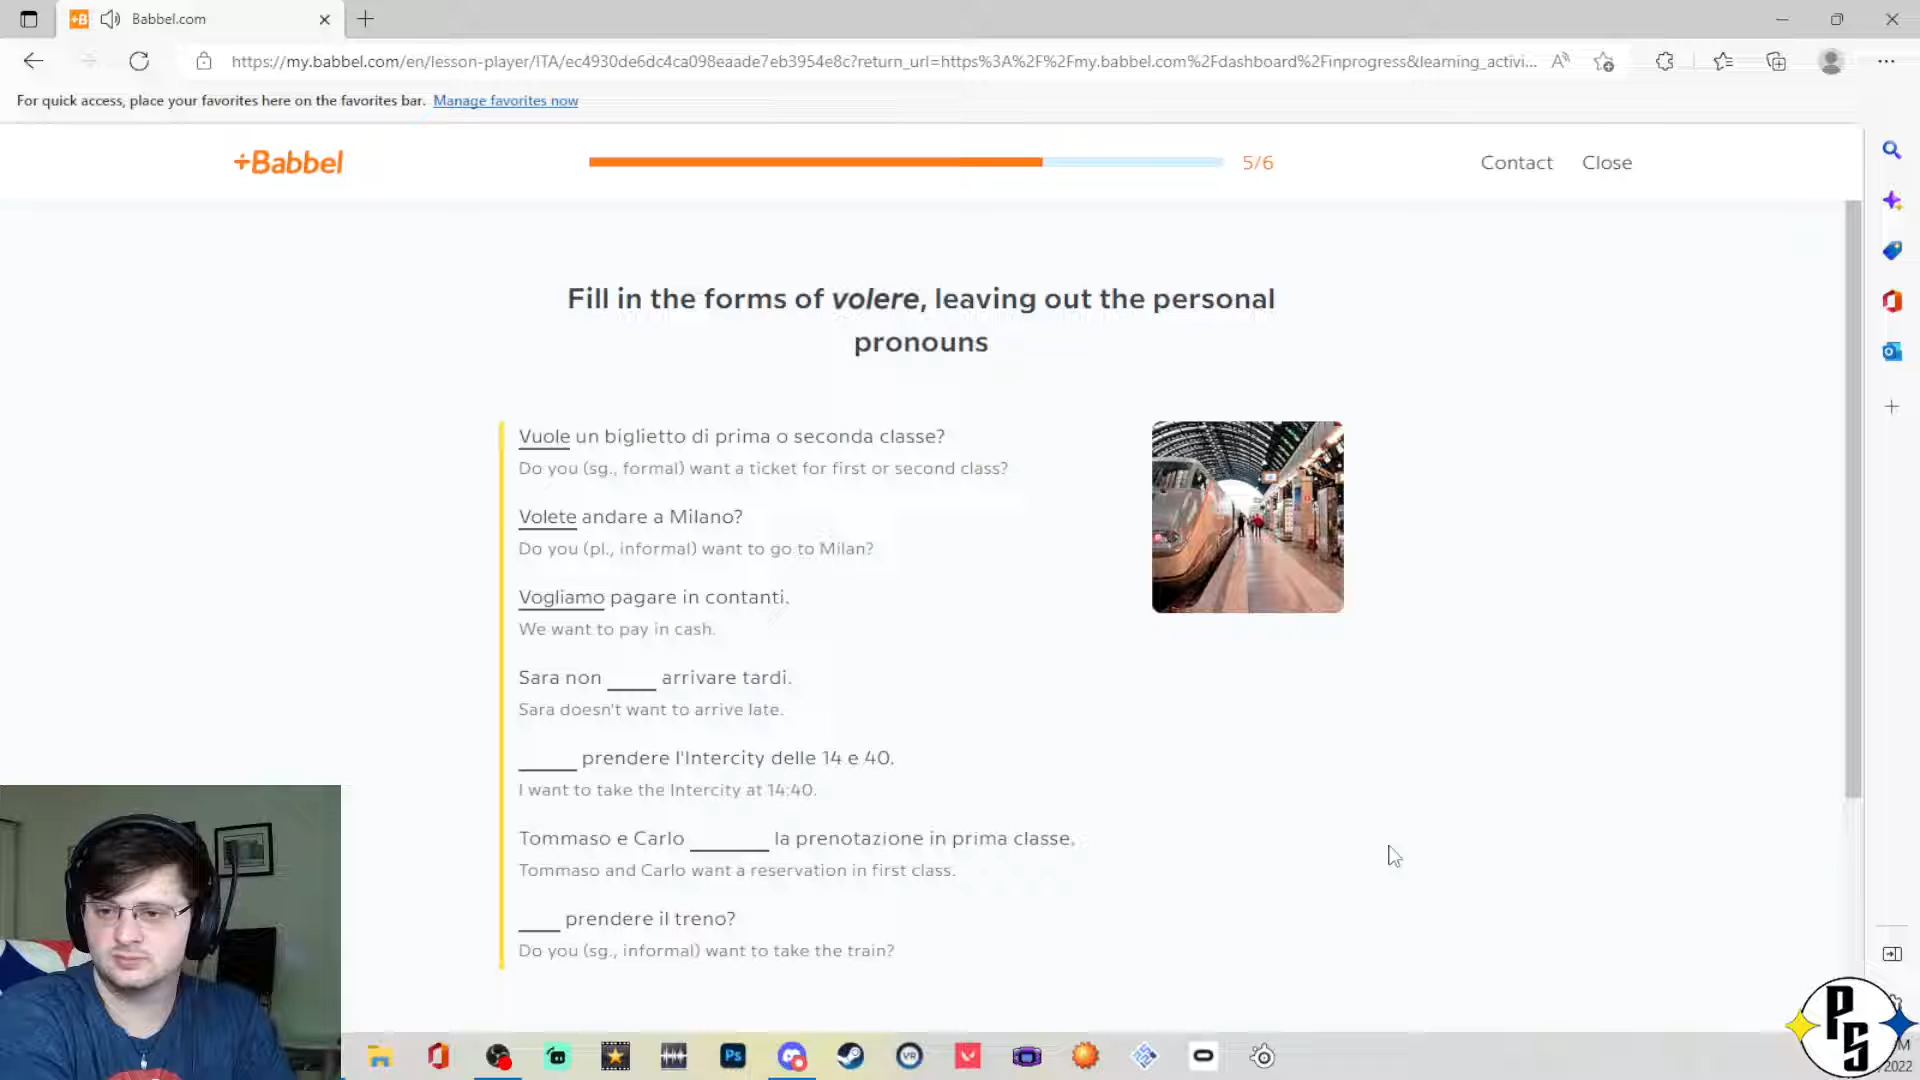 Babbel.com
https://my.babbel.com/en/lesson-player/ITA/ec4930de6dc4ca098eaade7eb3954e8c?return_url=https%3A%2F%2Fmy.babbel.com%2Fdashboard%2Finprogress&learning_activi...
For quick access, place your favorites here on the favorites bar. Manage favorites now
+Babbel 5/6 Contact Close
Fill in the forms of volere, leaving out the personal
pronouns
Vuole un biglietto di prima o seconda classe?
Do you (sg., formal) want a ticket for first or second class?
Volete andare a Milano?
Do you (pl., informal) want to go to Milan?
Vogliamo pagare in contanti.
We want to pay in cash.
Sara non _____ arrivare tardi.
Sara doesn't want to arrive late.
______ prendere l'Intercity delle 14 e 40.
I want to take the Intercity at 14:40.
Tommaso e Carlo ________ la prenotazione in prima classe.
Tommaso and Carlo want a reservation in first class.
____ prendere il treno?
Do you (sg., informal) want to take the train?
PS
Ps
VR
M
2022